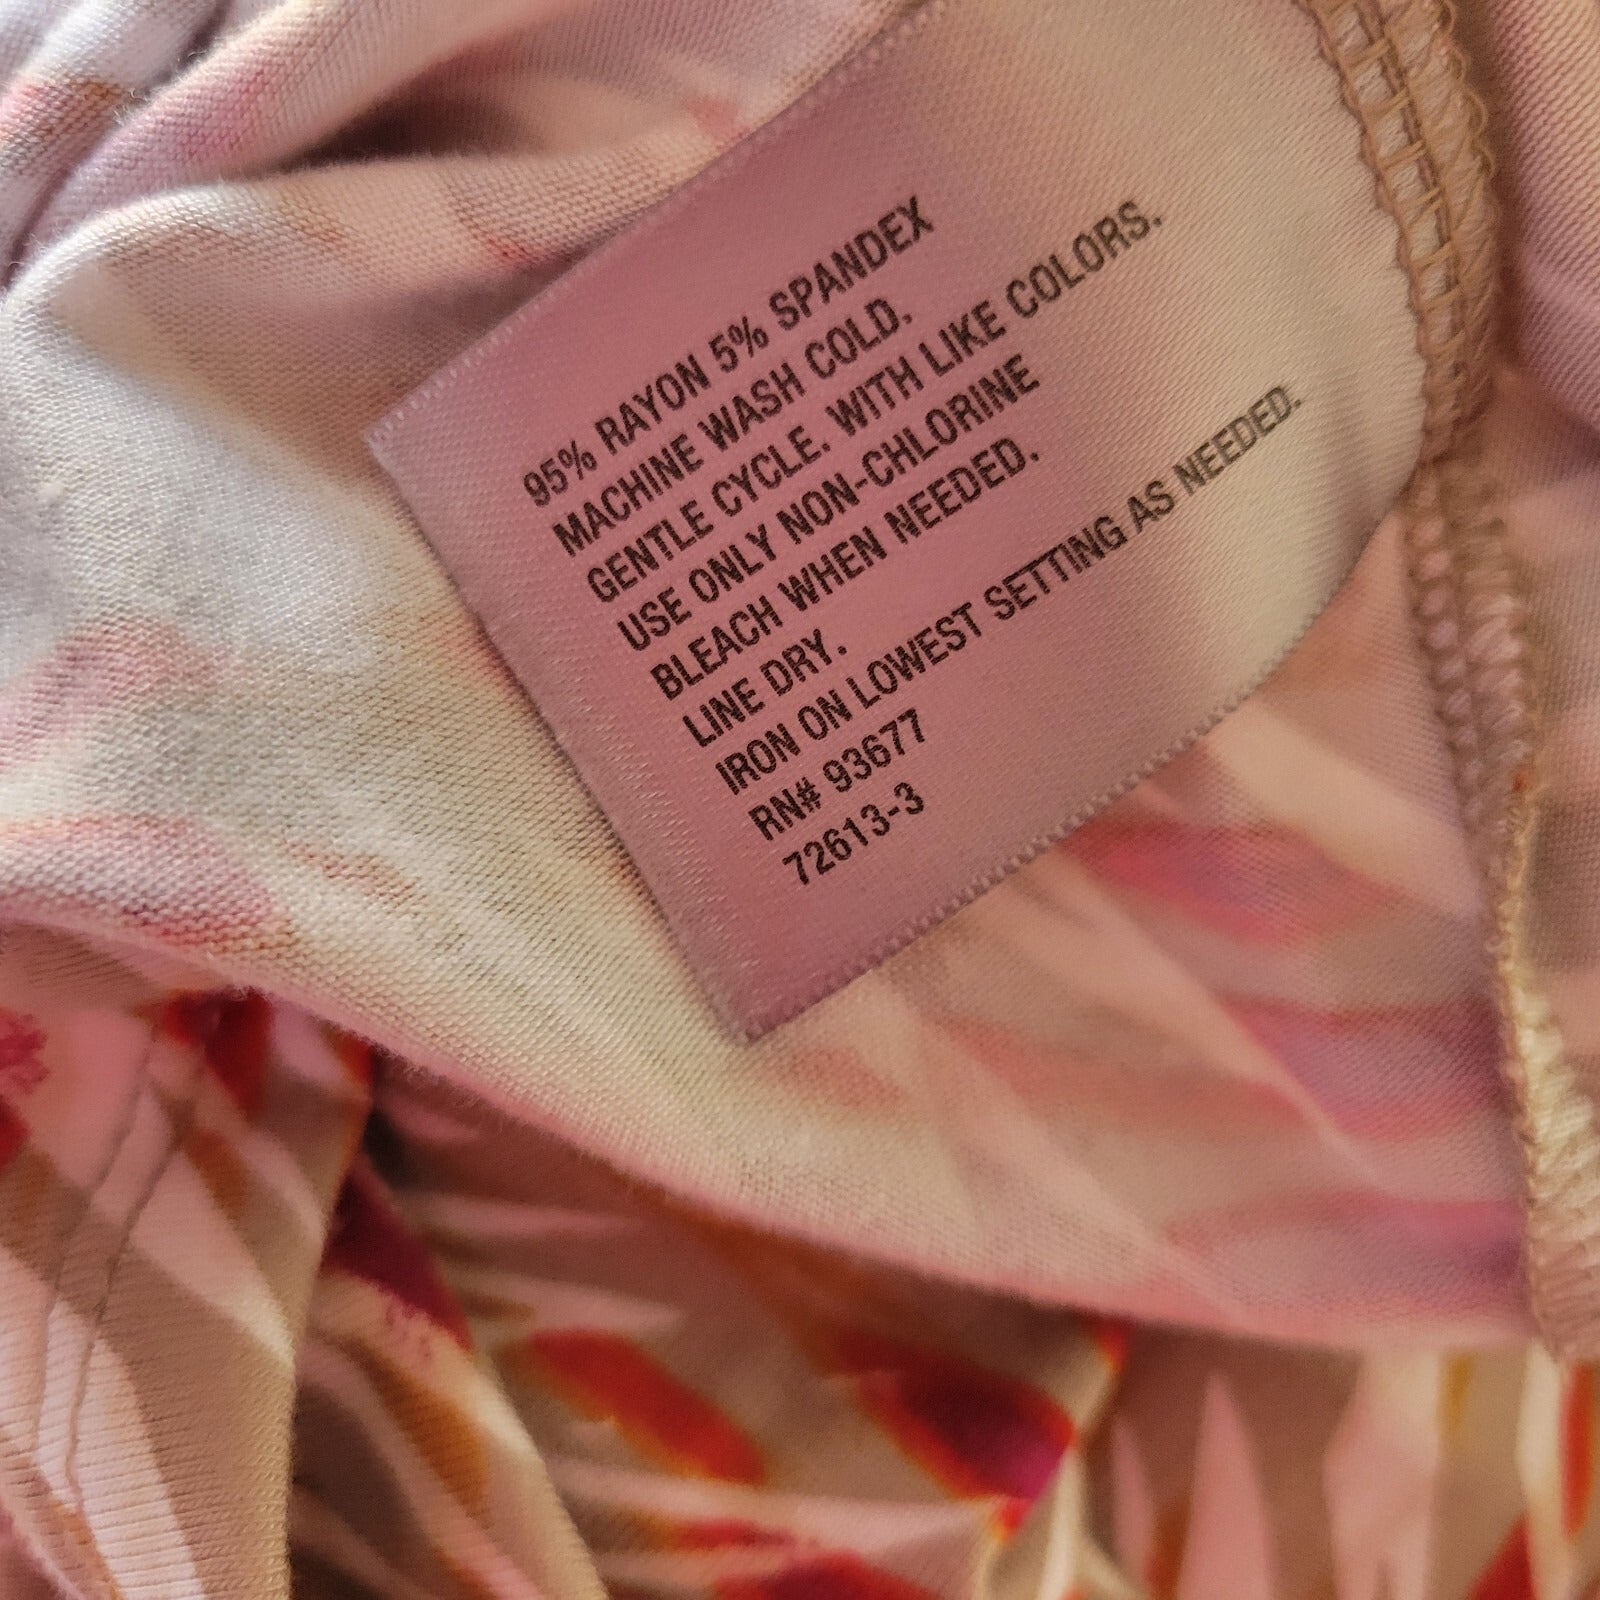 95% RAYON 5% SPANDEX
MACHINE WASH COLD.
GENTLE CYCLE. WITH LIKE COLORS.
USE ONLY NON-CHLORINE
BLEACH WHEN NEEDED.
LINE DRY.
IRON ON LOWEST SETTING AS NEEDED.
RN# 93677
72613-3